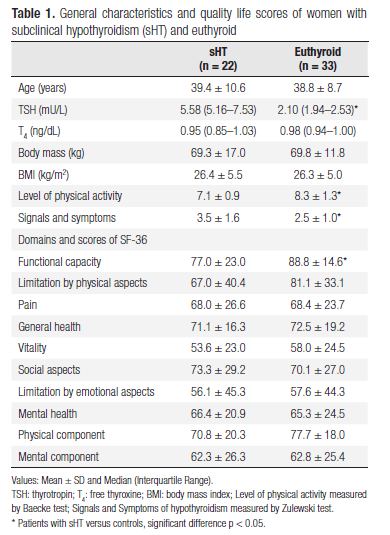 Table 1. General characteristics and quality life scores of women with
subclinical hypothyroidism (sHT) and euthyroid
sHT Euthyroid
(n = 22) (n = 33)
Age (years) 39.4 ± 10.6 38.8 ± 8.7
TSH (mU/L) 5.58 (5.16–7.53) 2.10 (1.94–2.53)*
T4 (ng/dL) 0.95 (0.85–1.03) 0.98 (0.94–1.00)
Body mass (kg) 69.3 ± 17.0 69.8 ± 11.8
BMI (kg/m²) 26.4 ± 5.5 26.3 ± 5.0
Level of physical activity 7.1 ± 0.9 8.3 ± 1.3*
Signals and symptoms 3.5 ± 1.6 2.5 ± 1.0*
Domains and scores of SF-36
Functional capacity 77.0 ± 23.0 88.8 ± 14.6*
Limitation by physical aspects 67.0 ± 40.4 81.1 ± 33.1
Pain 68.0 ± 26.6 68.4 ± 23.7
General health 71.1 ± 16.3 72.5 ± 19.2
Vitality 53.6 ± 23.0 58.0 ± 24.5
Social aspects 73.3 ± 29.2 70.1 ± 27.0
Limitation by emotional aspects 56.1 ± 45.3 57.6 ± 44.3
Mental health 66.4 ± 20.9 65.3 ± 24.5
Physical component 70.8 ± 20.3 77.7 ± 18.0
Mental component 62.3 ± 26.3 62.8 ± 25.4
Values: Mean ± SD and Median (Interquartile Range).
TSH: thyrotropin; T4: free thyroxine; BMI: body mass index; Level of physical activity measured
by Baecke test; Signals and Symptoms of hypothyroidism measured by Zulewski test.
* Patients with sHT versus controls, significant difference p < 0.05.